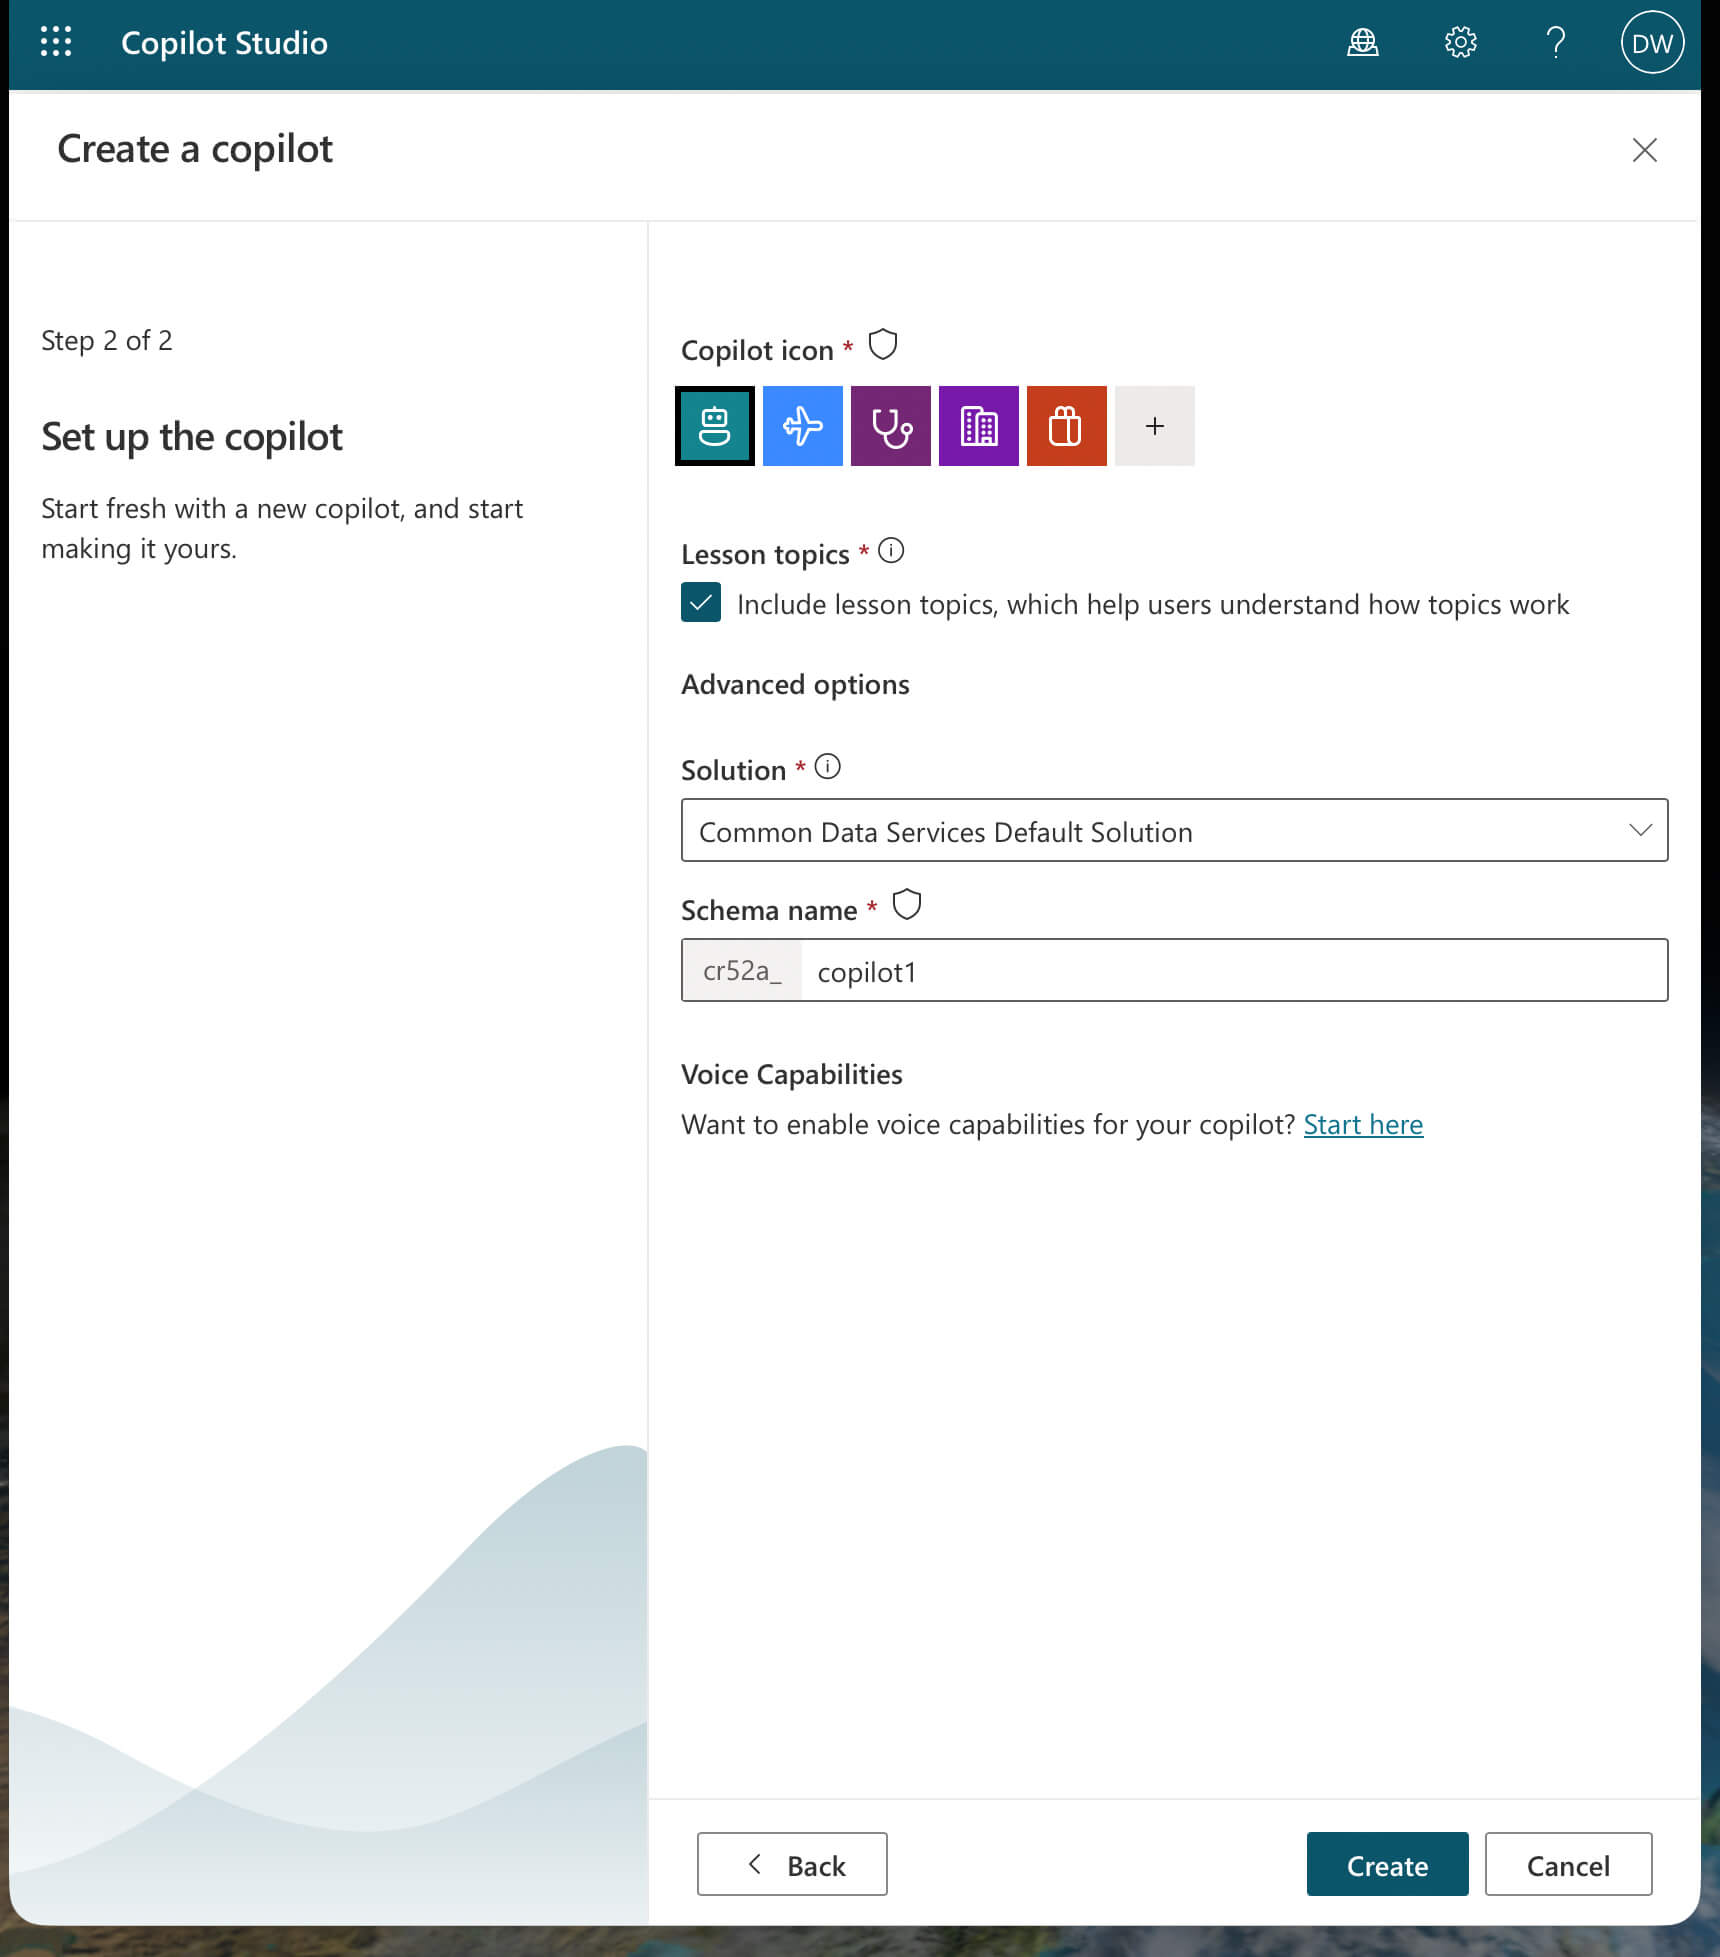 Copilot Studio
DW
Create a copilot
Step 2 of 2
Set up the copilot
Start fresh with a new copilot, and start
making it yours.
Copilot icon *
Lesson topics *
Include lesson topics, which help users understand how topics work
Advanced options
Solution *
Common Data Services Default Solution
Schema name *
cr52a_ copilot1
Voice Capabilities
Want to enable voice capabilities for your copilot? Start here
Back
Create
Cancel